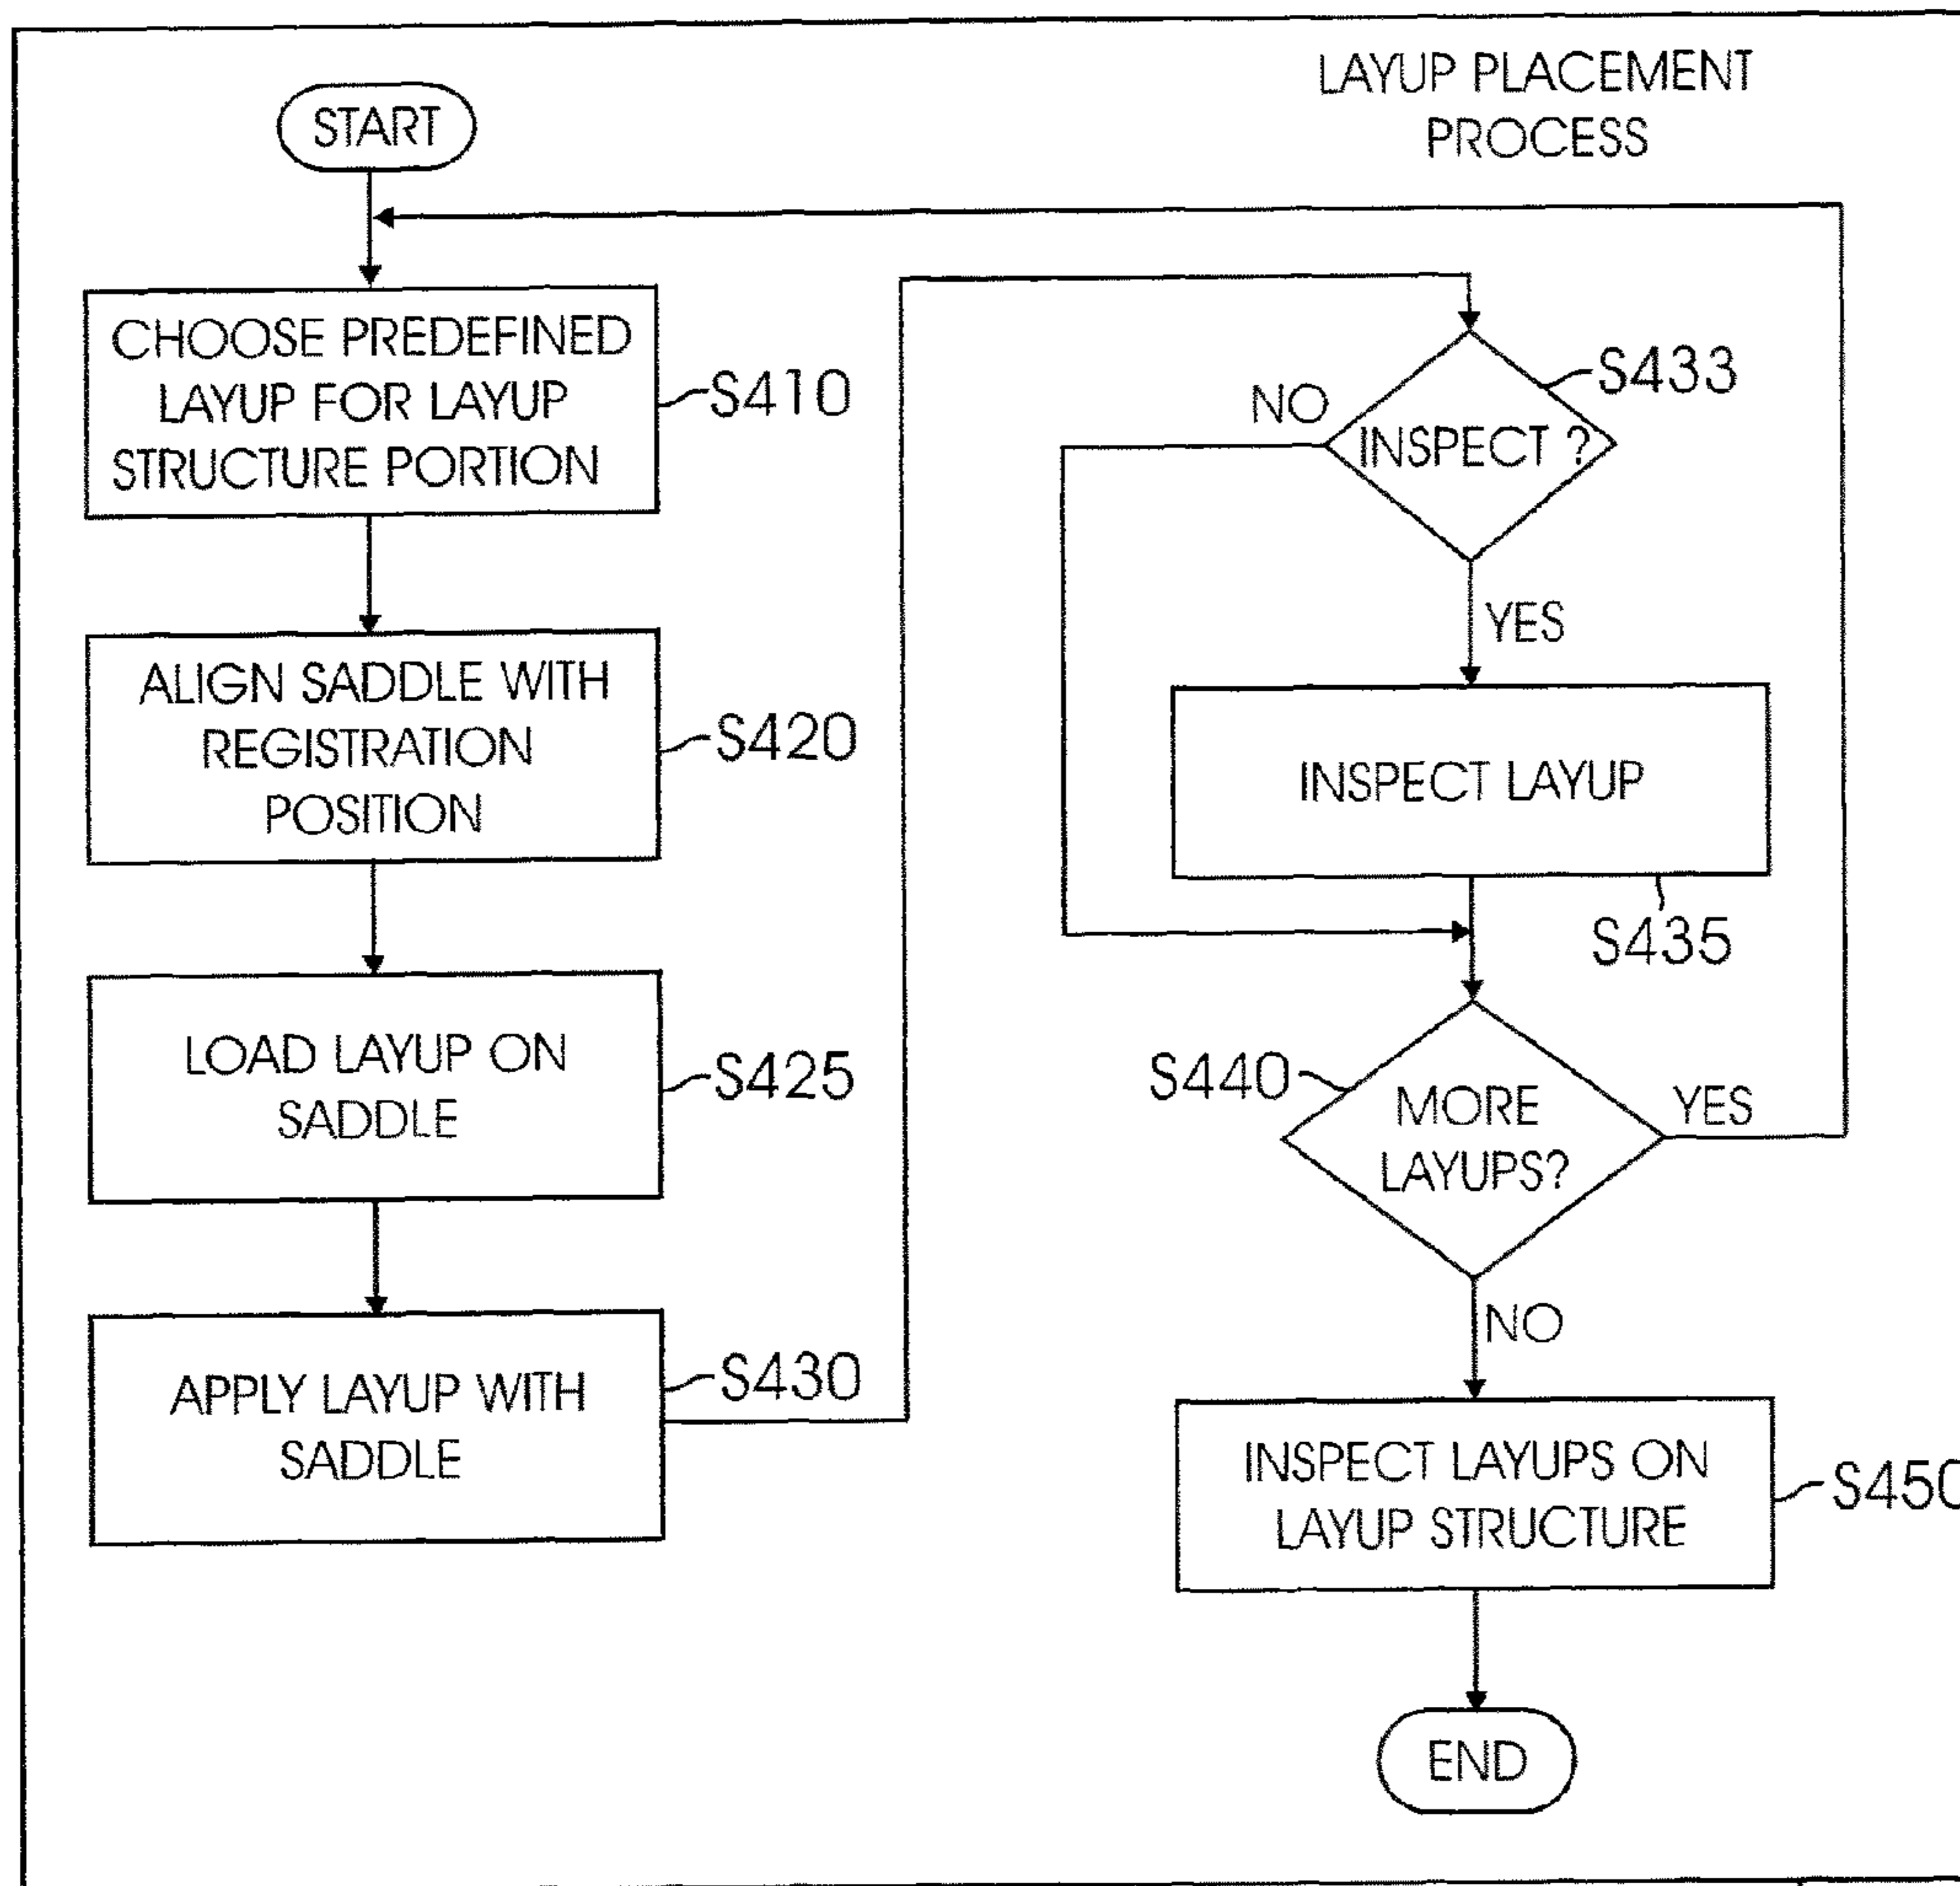 LAYUP PLACEMENT
PROCESS
START
CHOOSE PREDEFINED
LAYUP FOR LAYUP
STRUCTURE PORTION
S410
ALIGN SADDLE WITH
REGISTRATION
POSITION
S420
LOAD LAYUP ON
SADDLE
S425
APPLY LAYUP WITH
SADDLE
S430
INSPECT ?
S433
NO
YES
INSPECT LAYUP
S435
MORE
LAYUPS?
S440
YES
NO
INSPECT LAYUPS ON
LAYUP STRUCTURE
S450
END